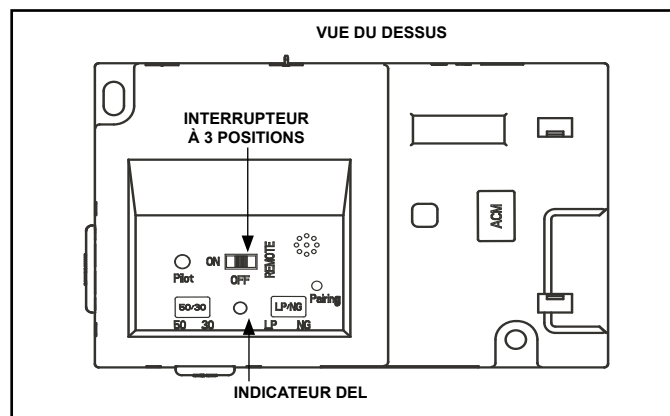 VUE DU DESSUS
INTERRUPTEUR
À 3 POSITIONS
ACM
ON
REMOTE
Pilot
OFF
Pairing
50/30
LP/NG
50 30
LP NG
INDICATEUR DEL